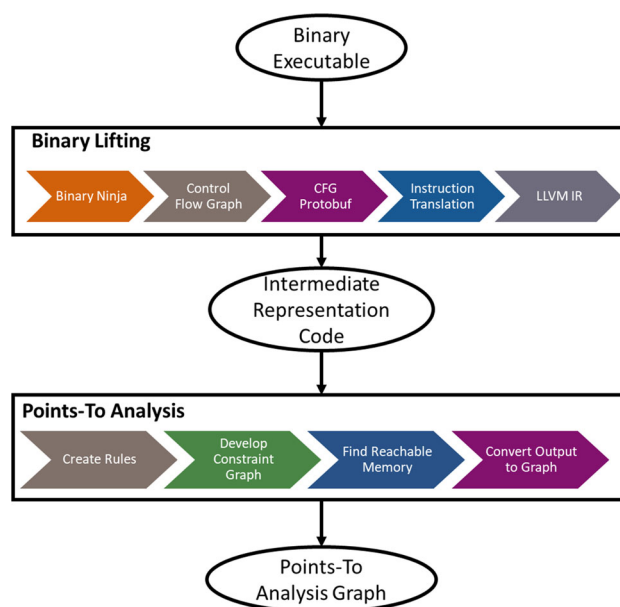 Binary
Executable
Binary Lifting
Binary Ninja
Control
Flow Graph
CFG
Protobuf
Instruction
Translation
LLVM IR
Intermediate
Representation
Code
Points-To Analysis
Create Rules
Develop
Constraint
Graph
Find Reachable
Memory
Convert Output
to Graph
Points-To
Analysis Graph